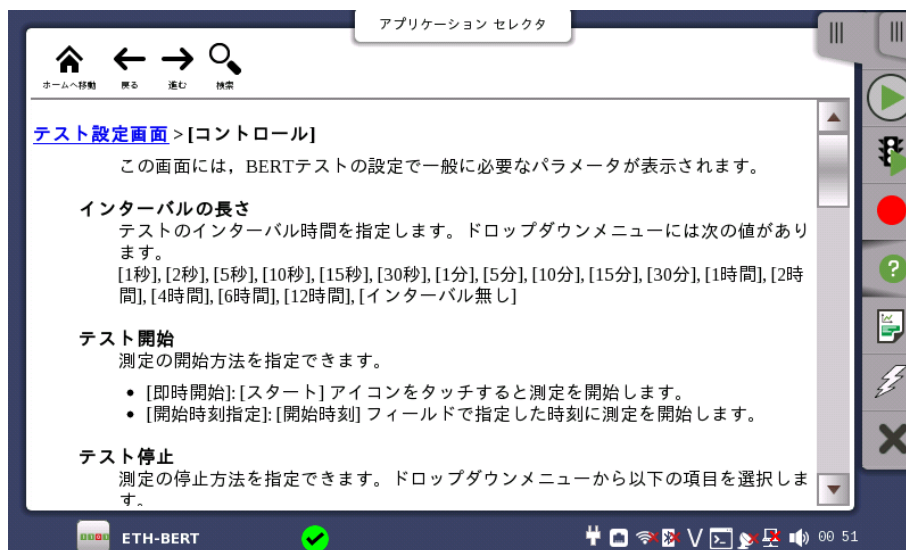 アプリケーション セレクタ
ホームへ移動
戻る
進む
検索
テスト設定画面 > [コントロール]
この画面には，BERTテストの設定で一般に必要なパラメータが表示されます。
インターバルの長さ
テストのインターバル時間を指定します。ドロップダウンメニューには次の値があり
ます。
[1秒], [2秒], [5秒], [10秒], [15秒], [30秒], [1分], [5分], [10分], [15分], [30分], [1時間], [2時
間], [4時間], [6時間], [12時間], [インターバル無し]
テスト開始
測定の開始方法を指定できます。
• [即時開始]: [スタート] アイコンをタッチすると測定を開始します。
• [開始時刻指定]: [開始時刻] フィールドで指定した時刻に測定を開始します。
テスト停止
測定の停止方法を指定できます。ドロップダウンメニューから以下の項目を選択しま
す。
ETH-BERT
00 51